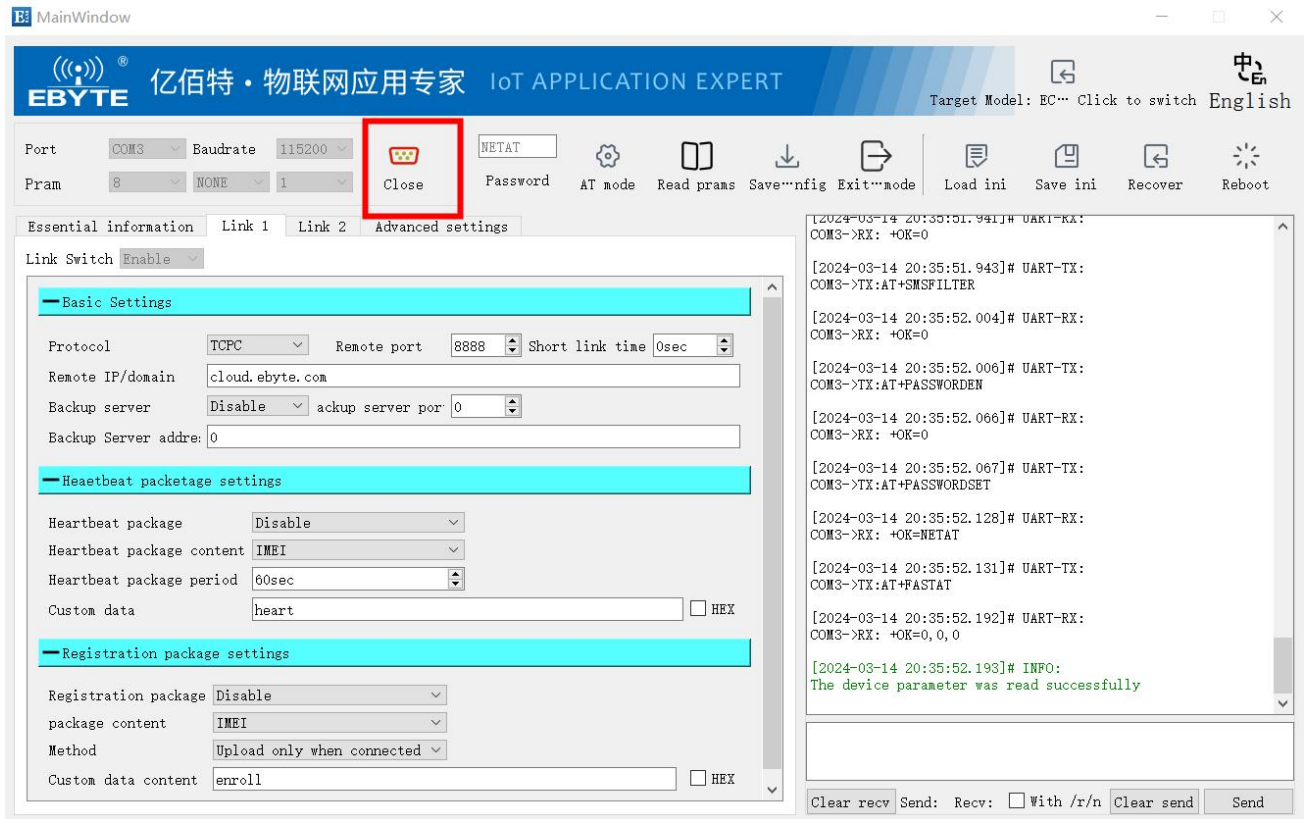 MainWindow
EBYTE
®
亿佰特·物联网应用专家 IoT APPLICATION EXPERT
Target Model: EC… Click to switch
中 En
English
Port COM3 Baudrate 115200
Pram 8 NONE 1
Close
NETAT
Password
AT mode
Read prams
Save…nfig
Exit…mode
Load ini
Save ini
Recover
Reboot
Essential information Link 1 Link 2 Advanced settings
Link Switch Enable
Basic Settings
Protocol TCPC Remote port 8888 Short link time 0sec
Remote IP/domain cloud.ebyte.com
Backup server Disable ackup server por 0
Backup Server addre: 0
Heaetbeat packetage settings
Heartbeat package Disable
Heartbeat package content IMEI
Heartbeat package period 60sec
Custom data heart HEX
Registration package settings
Registration package Disable
package content IMEI
Method Upload only when connected
Custom data content enroll HEX
[2024-03-14 20:35:51.941]# UART-RX:
COM3->RX: +OK=0
[2024-03-14 20:35:51.943]# UART-TX:
COM3->TX:AT+SMSFILTER
[2024-03-14 20:35:52.004]# UART-RX:
COM3->RX: +OK=0
[2024-03-14 20:35:52.006]# UART-TX:
COM3->TX:AT+PASSWORDEN
[2024-03-14 20:35:52.066]# UART-RX:
COM3->RX: +OK=0
[2024-03-14 20:35:52.067]# UART-TX:
COM3->TX:AT+PASSWORDSET
[2024-03-14 20:35:52.128]# UART-RX:
COM3->RX: +OK=NETAT
[2024-03-14 20:35:52.131]# UART-TX:
COM3->TX:AT+FASTAT
[2024-03-14 20:35:52.192]# UART-RX:
COM3->RX: +OK=0,0,0
[2024-03-14 20:35:52.193]# INFO:
The device parameter was read successfully
Clear recv Send: Recv: With /r/n Clear send Send